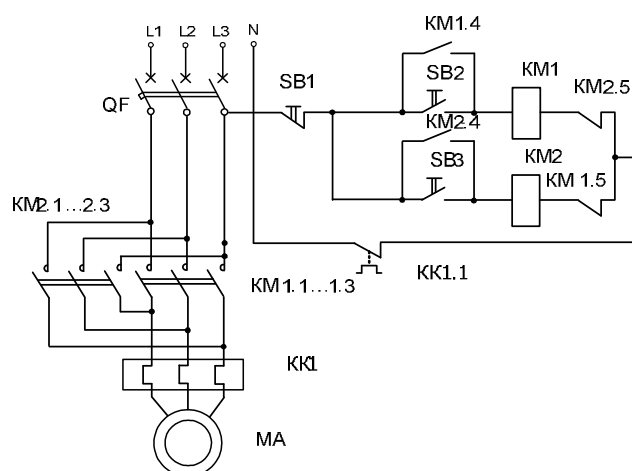 L1 L2 L3 N
KM1.4
QF
SB1
SB2
KM1
KM2.5
KM2.4
SB3
KM2
KM 1.5
KM2.1...2.3
KM1.1...1.3
KK1.1
KK1
MA